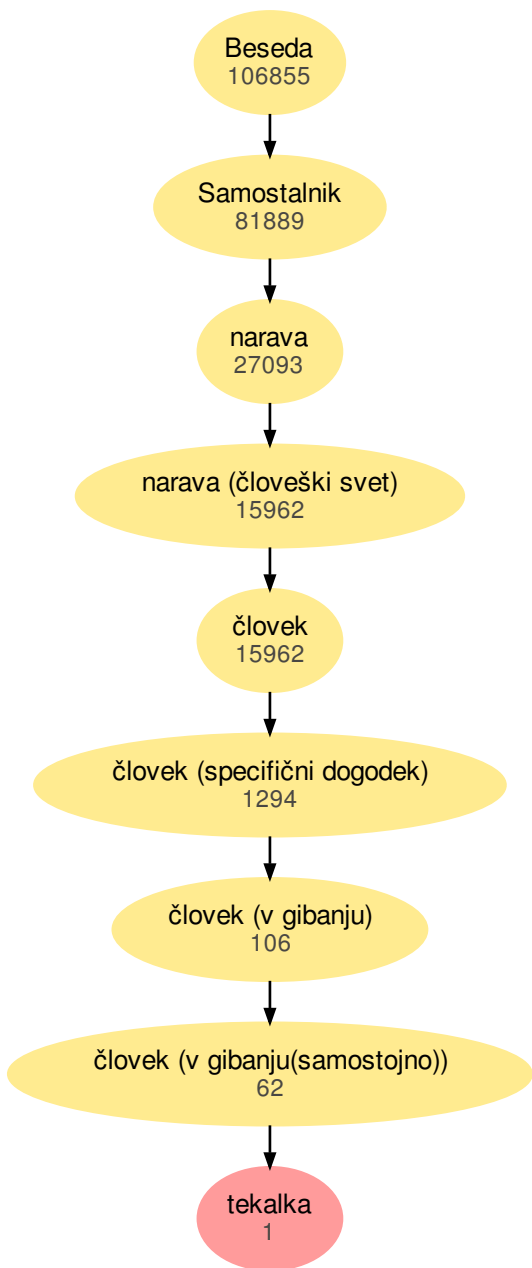 Beseda
106855
Samostalnik
81889
narava
27093
narava (človeški svet)
15962
človek
15962
človek (specifični dogodek)
1294
človek (v gibanju)
106
človek (v gibanju(samostojno))
62
tekalka
1